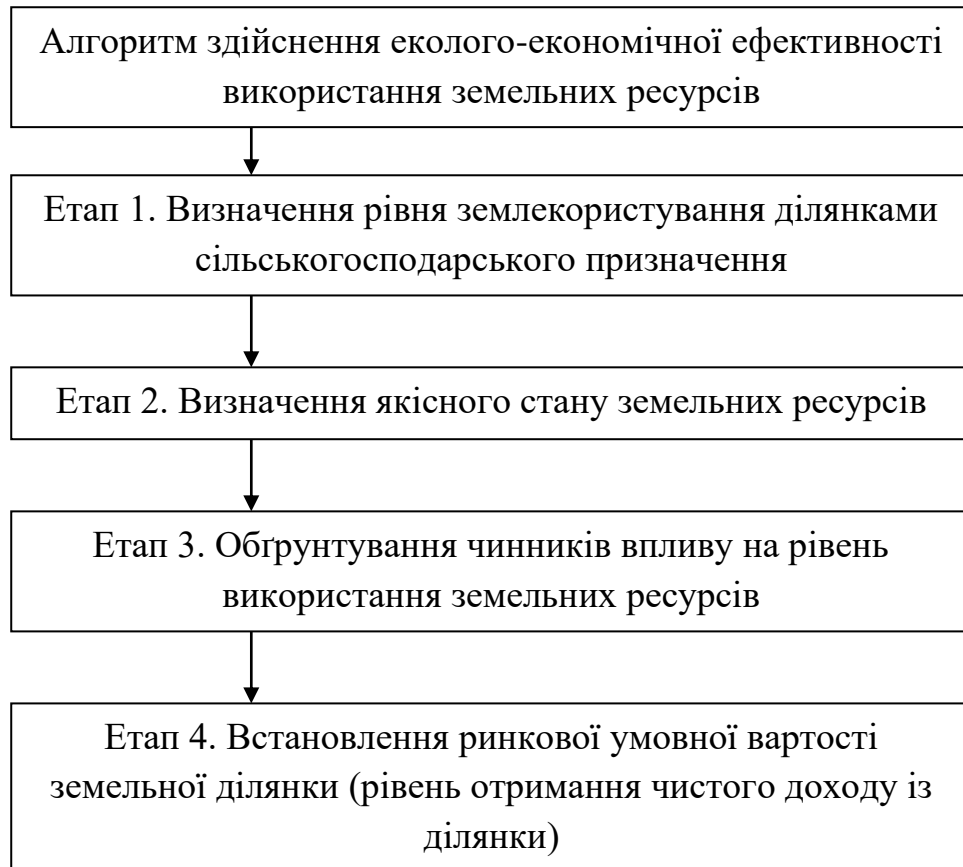 Алгоритм здійснення еколого-економічної ефективності
використання земельних ресурсів
Етап 1. Визначення рівня землекористування ділянками
сільськогосподарського призначення
Етап 2. Визначення якісного стану земельних ресурсів
Етап 3. Обґрунтування чинників впливу на рівень
використання земельних ресурсів
Етап 4. Встановлення ринкової умовної вартості
земельної ділянки (рівень отримання чистого доходу із
ділянки)